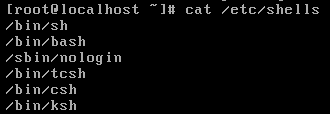 [root@localhost ~]# cat /etc/shells
/bin/sh
/bin/bash
/sbin/nologin
/bin/tcsh
/bin/csh
/bin/ksh